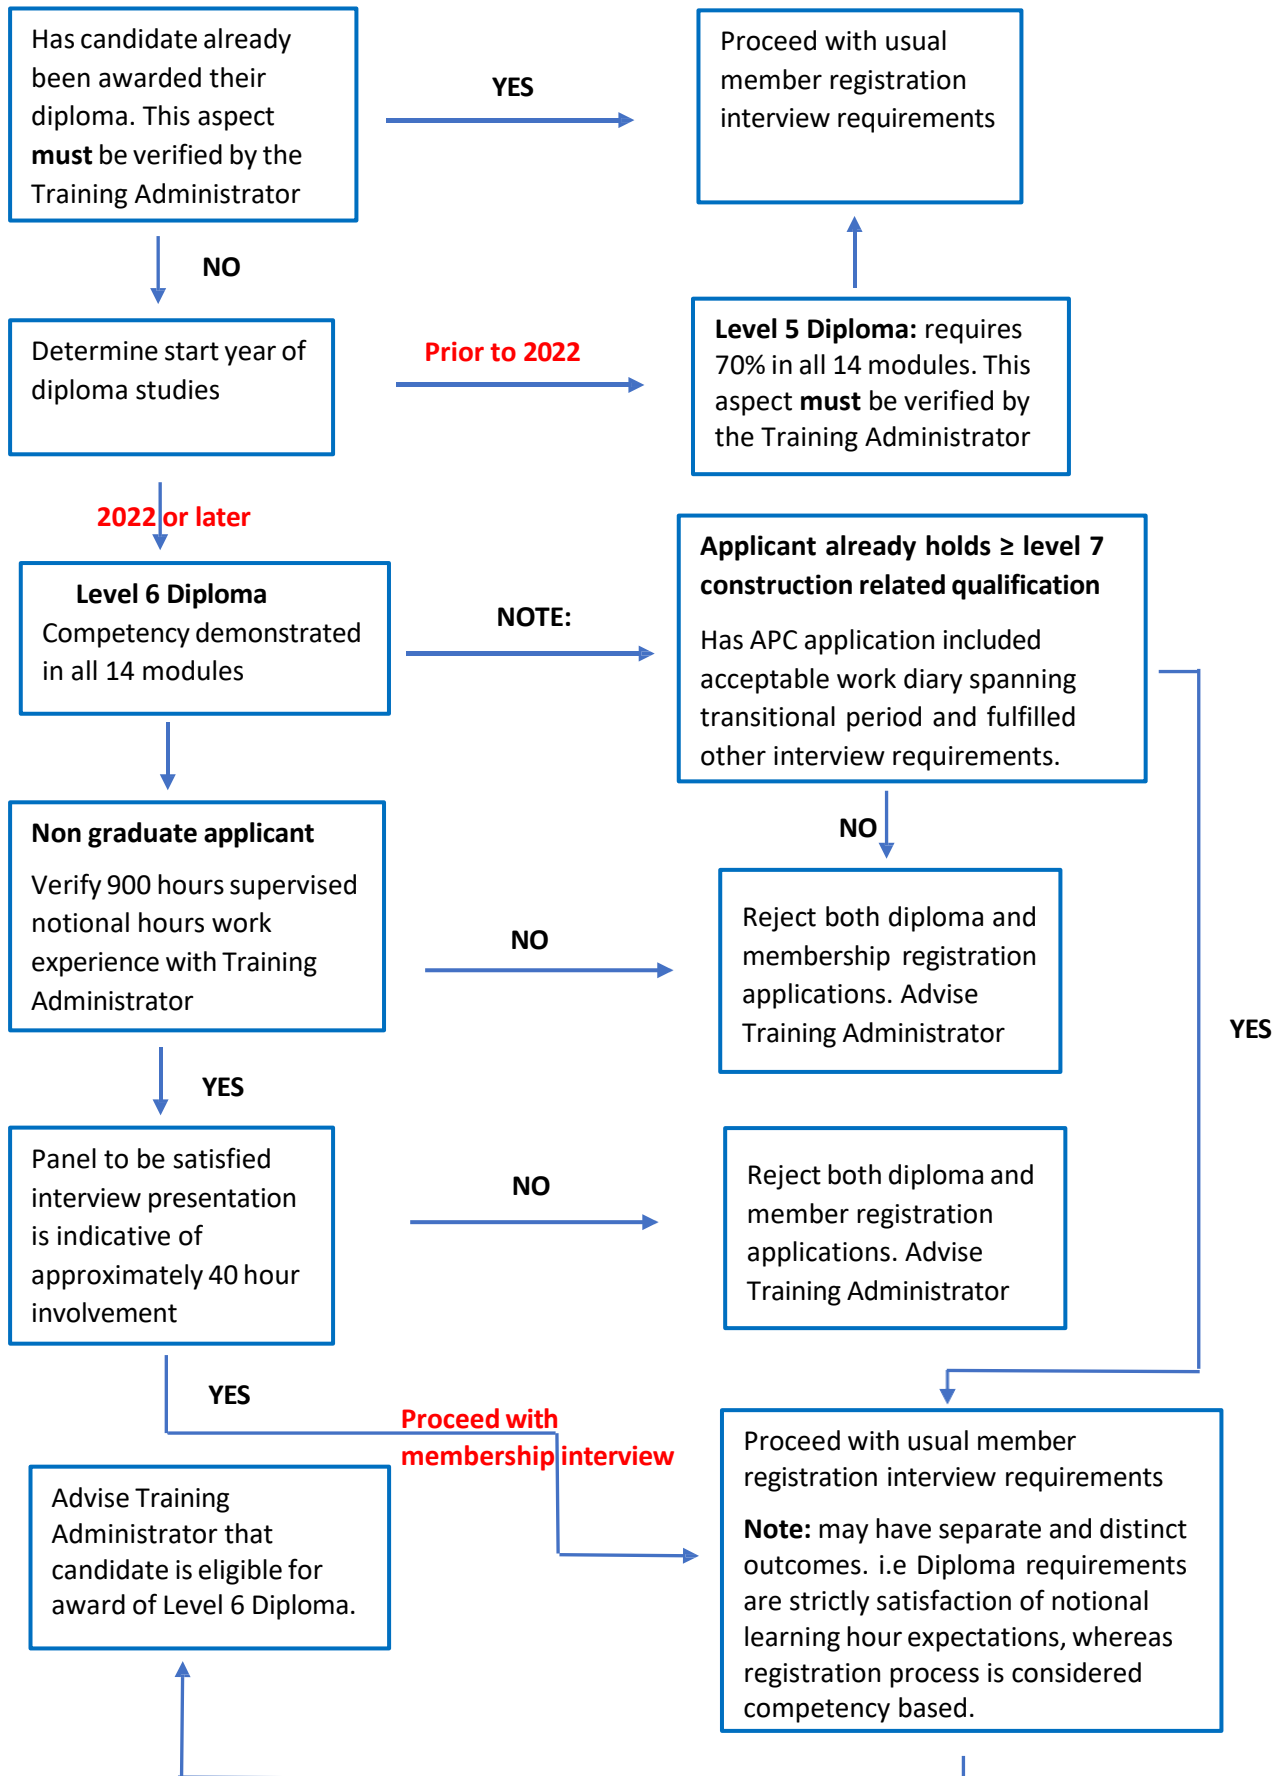 Has candidate already
been awarded their
diploma. This aspect
must be verified by the
Training Administrator
YES
Proceed with usual
member registration
interview requirements
NO
Determine start year of
diploma studies
Prior to 2022
Level 5 Diploma: requires
70% in all 14 modules. This
aspect must be verified by
the Training Administrator
2022 or later
Level 6 Diploma
Competency demonstrated
in all 14 modules
NOTE:
Applicant already holds ≥ level 7
construction related qualification
Has APC application included
acceptable work diary spanning
transitional period and fulfilled
other interview requirements.
NO
YES
Non graduate applicant
Verify 900 hours supervised
notional hours work
experience with Training
Administrator
NO
Reject both diploma and
membership registration
applications. Advise
Training Administrator
YES
Panel to be satisfied
interview presentation
is indicative of
approximately 40 hour
involvement
NO
Reject both diploma and
member registration
applications. Advise
Training Administrator
YES
Proceed with
membership interview
Advise Training
Administrator that
candidate is eligible for
award of Level 6 Diploma.
Proceed with usual member
registration interview requirements
Note: may have separate and distinct
outcomes. i.e Diploma requirements
are strictly satisfaction of notional
learning hour expectations, whereas
registration process is considered
competency based.